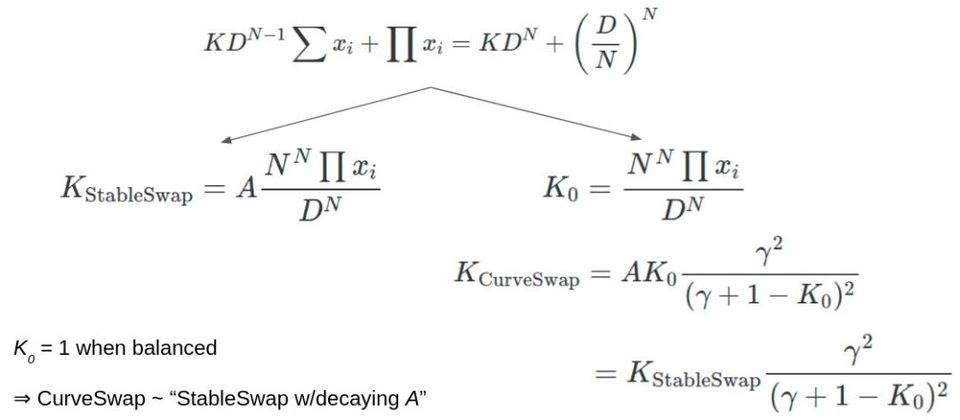 $KD^{N-1} \sum x_i + \prod x_i = KD^N + \left(\frac{D}{N}\right)^N$
$K_{\text{StableSwap}} = A \frac{N^N \prod x_i}{D^N}$
$K_0 = \frac{N^N \prod x_i}{D^N}$
$K_{\text{CurveSwap}} = AK_0 \frac{\gamma^2}{(\gamma + 1 - K_0)^2}$
$K_o$ = 1 when balanced
$= K_{\text{StableSwap}} \frac{\gamma^2}{(\gamma + 1 - K_0)^2}$
⇒ CurveSwap ~ “StableSwap w/decaying A”